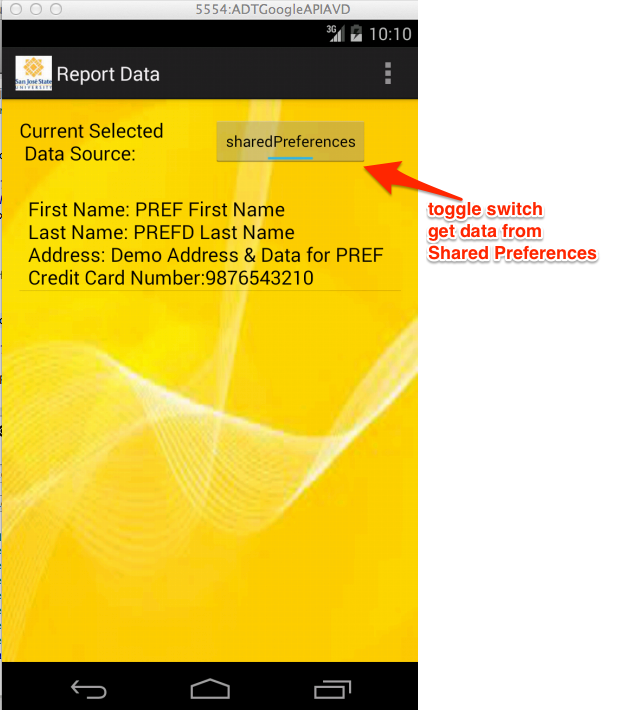 5554:ADTGoogleAPIAVD
3G
10:10
San José State
UNIVERSITY
Report Data
Current Selected
Data Source:
sharedPreferences
First Name: PREF First Name
Last Name: PREFD Last Name
Address: Demo Address & Data for PREF
Credit Card Number:9876543210
toggle switch
get data from
Shared Preferences